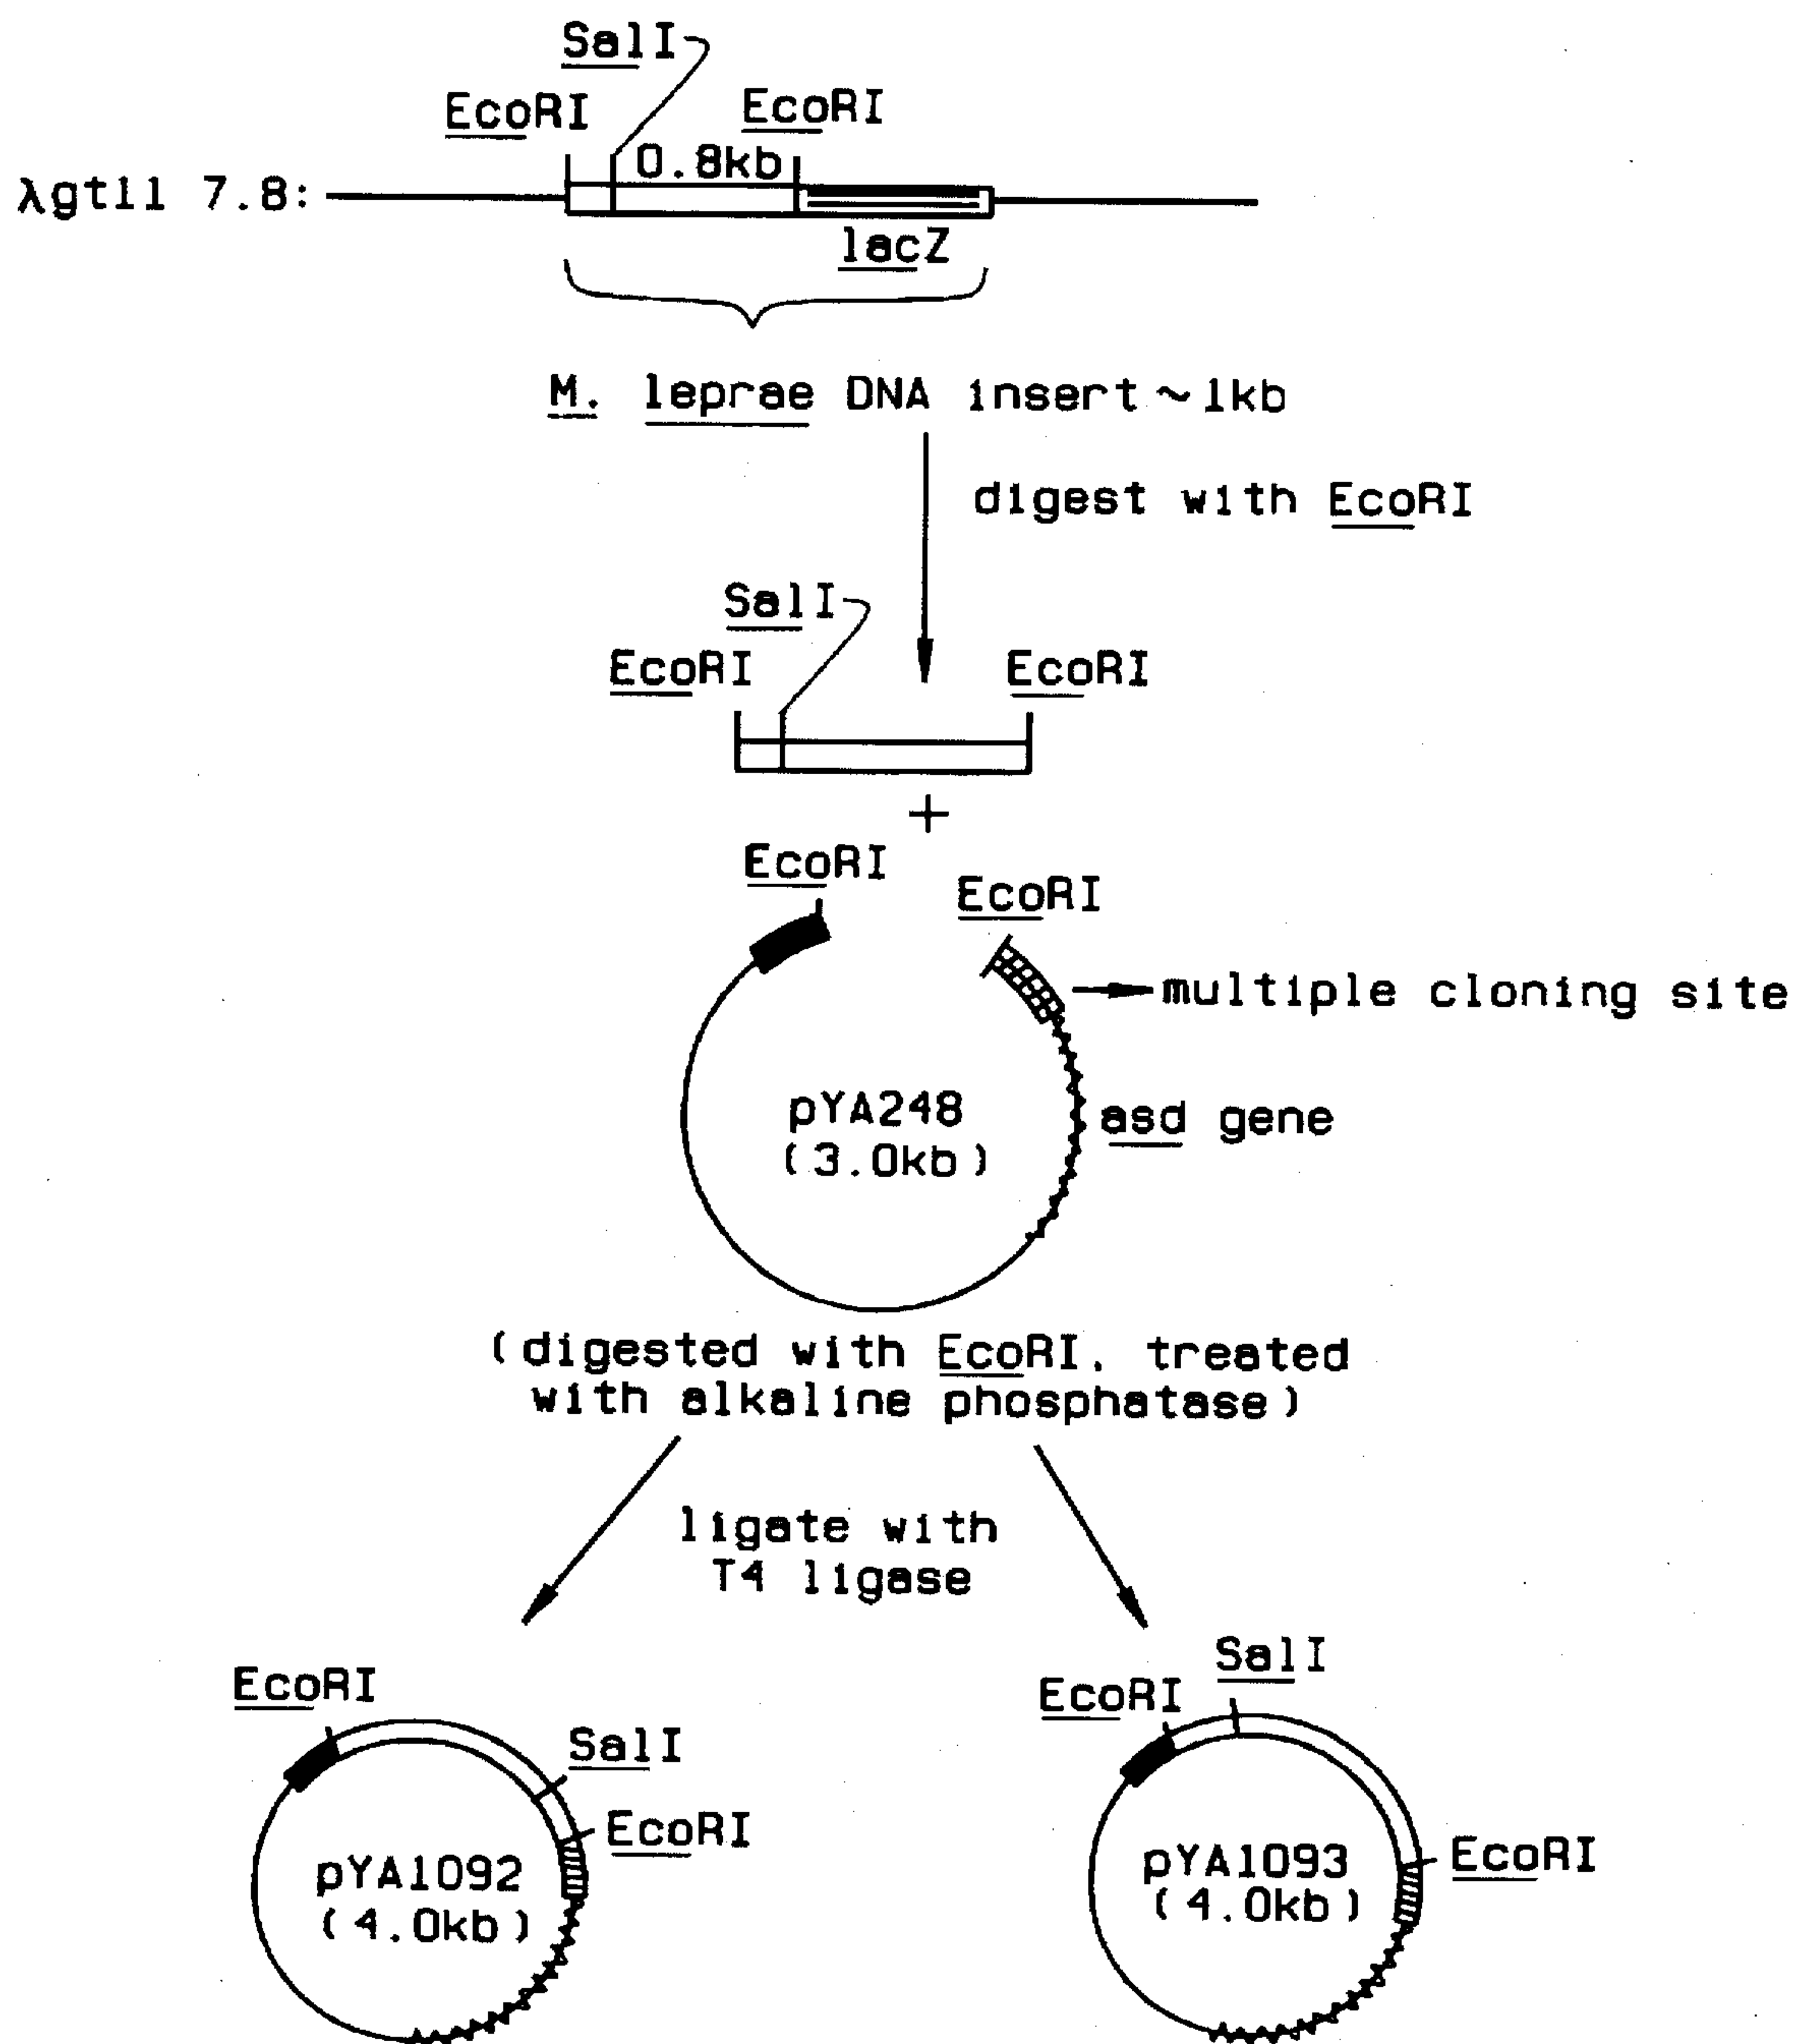 SalI
EcoRI
EcoRI
0.8kb
λgt11 7.8:
lacZ
M. leprae DNA insert ~ 1kb
digest with EcoRI
SalI
EcoRI
EcoRI
+
EcoRI
EcoRI
multiple cloning site
pYA248
(3.0kb)
asd gene
(digested with EcoRI. treated
with alkaline phosphatase)
ligate with
T4 ligase
EcoRI
SalI
EcoRI
pYA1092
(4.0kb)
SalI
EcoRI
EcoRI
pYA1093
(4.0kb)